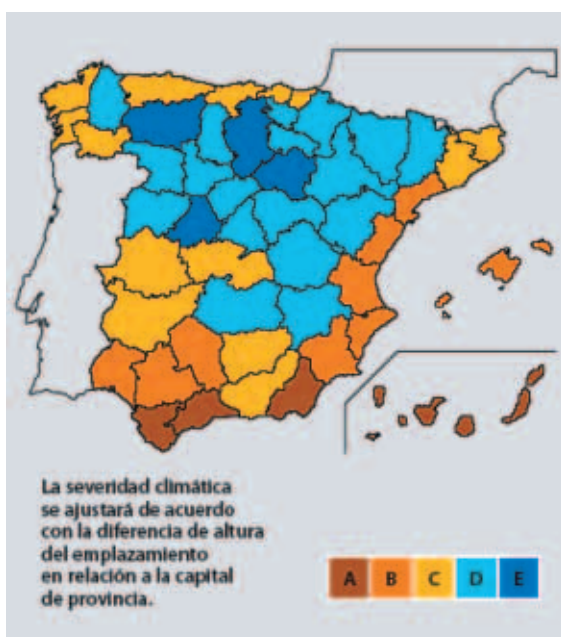 La severidad climática
se ajustará de acuerdo
con la diferencia de altura
del emplazamiento
en relación a la capital
de provincia.
A B C D E